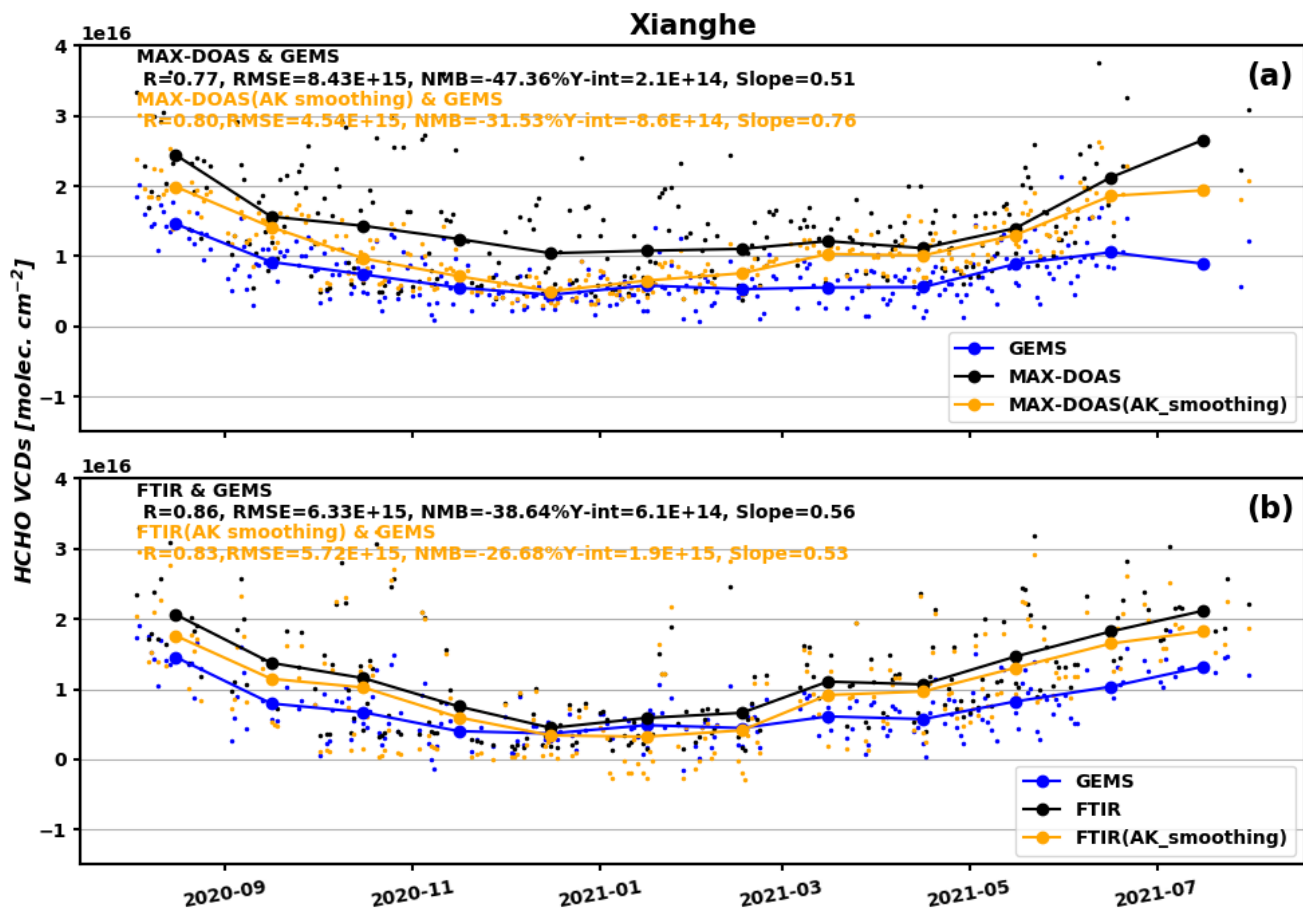 Xianghe
1e16
MAX-DOAS & GEMS
R=0.77, RMSE=8.43E+15, NMB=-47.36%Y-int=2.1E+14, Slope=0.51
MAX-DOAS(AK smoothing) & GEMS
R=0.80,RMSE=4.54E+15, NMB=-31.53%Y-int=-8.6E+14, Slope=0.76
(a)
4
3
2
1
0
−1
GEMS
MAX-DOAS
MAX-DOAS(AK_smoothing)
HCHO VCDs [molec. cm⁻²]
1e16
FTIR & GEMS
R=0.86, RMSE=6.33E+15, NMB=-38.64%Y-int=6.1E+14, Slope=0.56
FTIR(AK smoothing) & GEMS
R=0.83,RMSE=5.72E+15, NMB=-26.68%Y-int=1.9E+15, Slope=0.53
(b)
4
3
2
1
0
−1
GEMS
FTIR
FTIR(AK_smoothing)
2020-09 2020-11 2021-01 2021-03 2021-05 2021-07